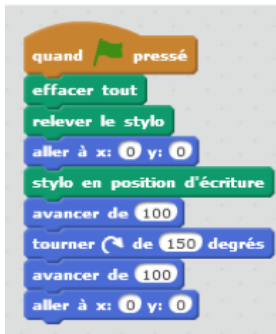 quand pressé
effacer tout
relever le stylo
aller à x: 0 y: 0
stylo en position d'écriture
avancer de 100
tourner de 150 degrés
avancer de 100
aller à x: 0 y: 0